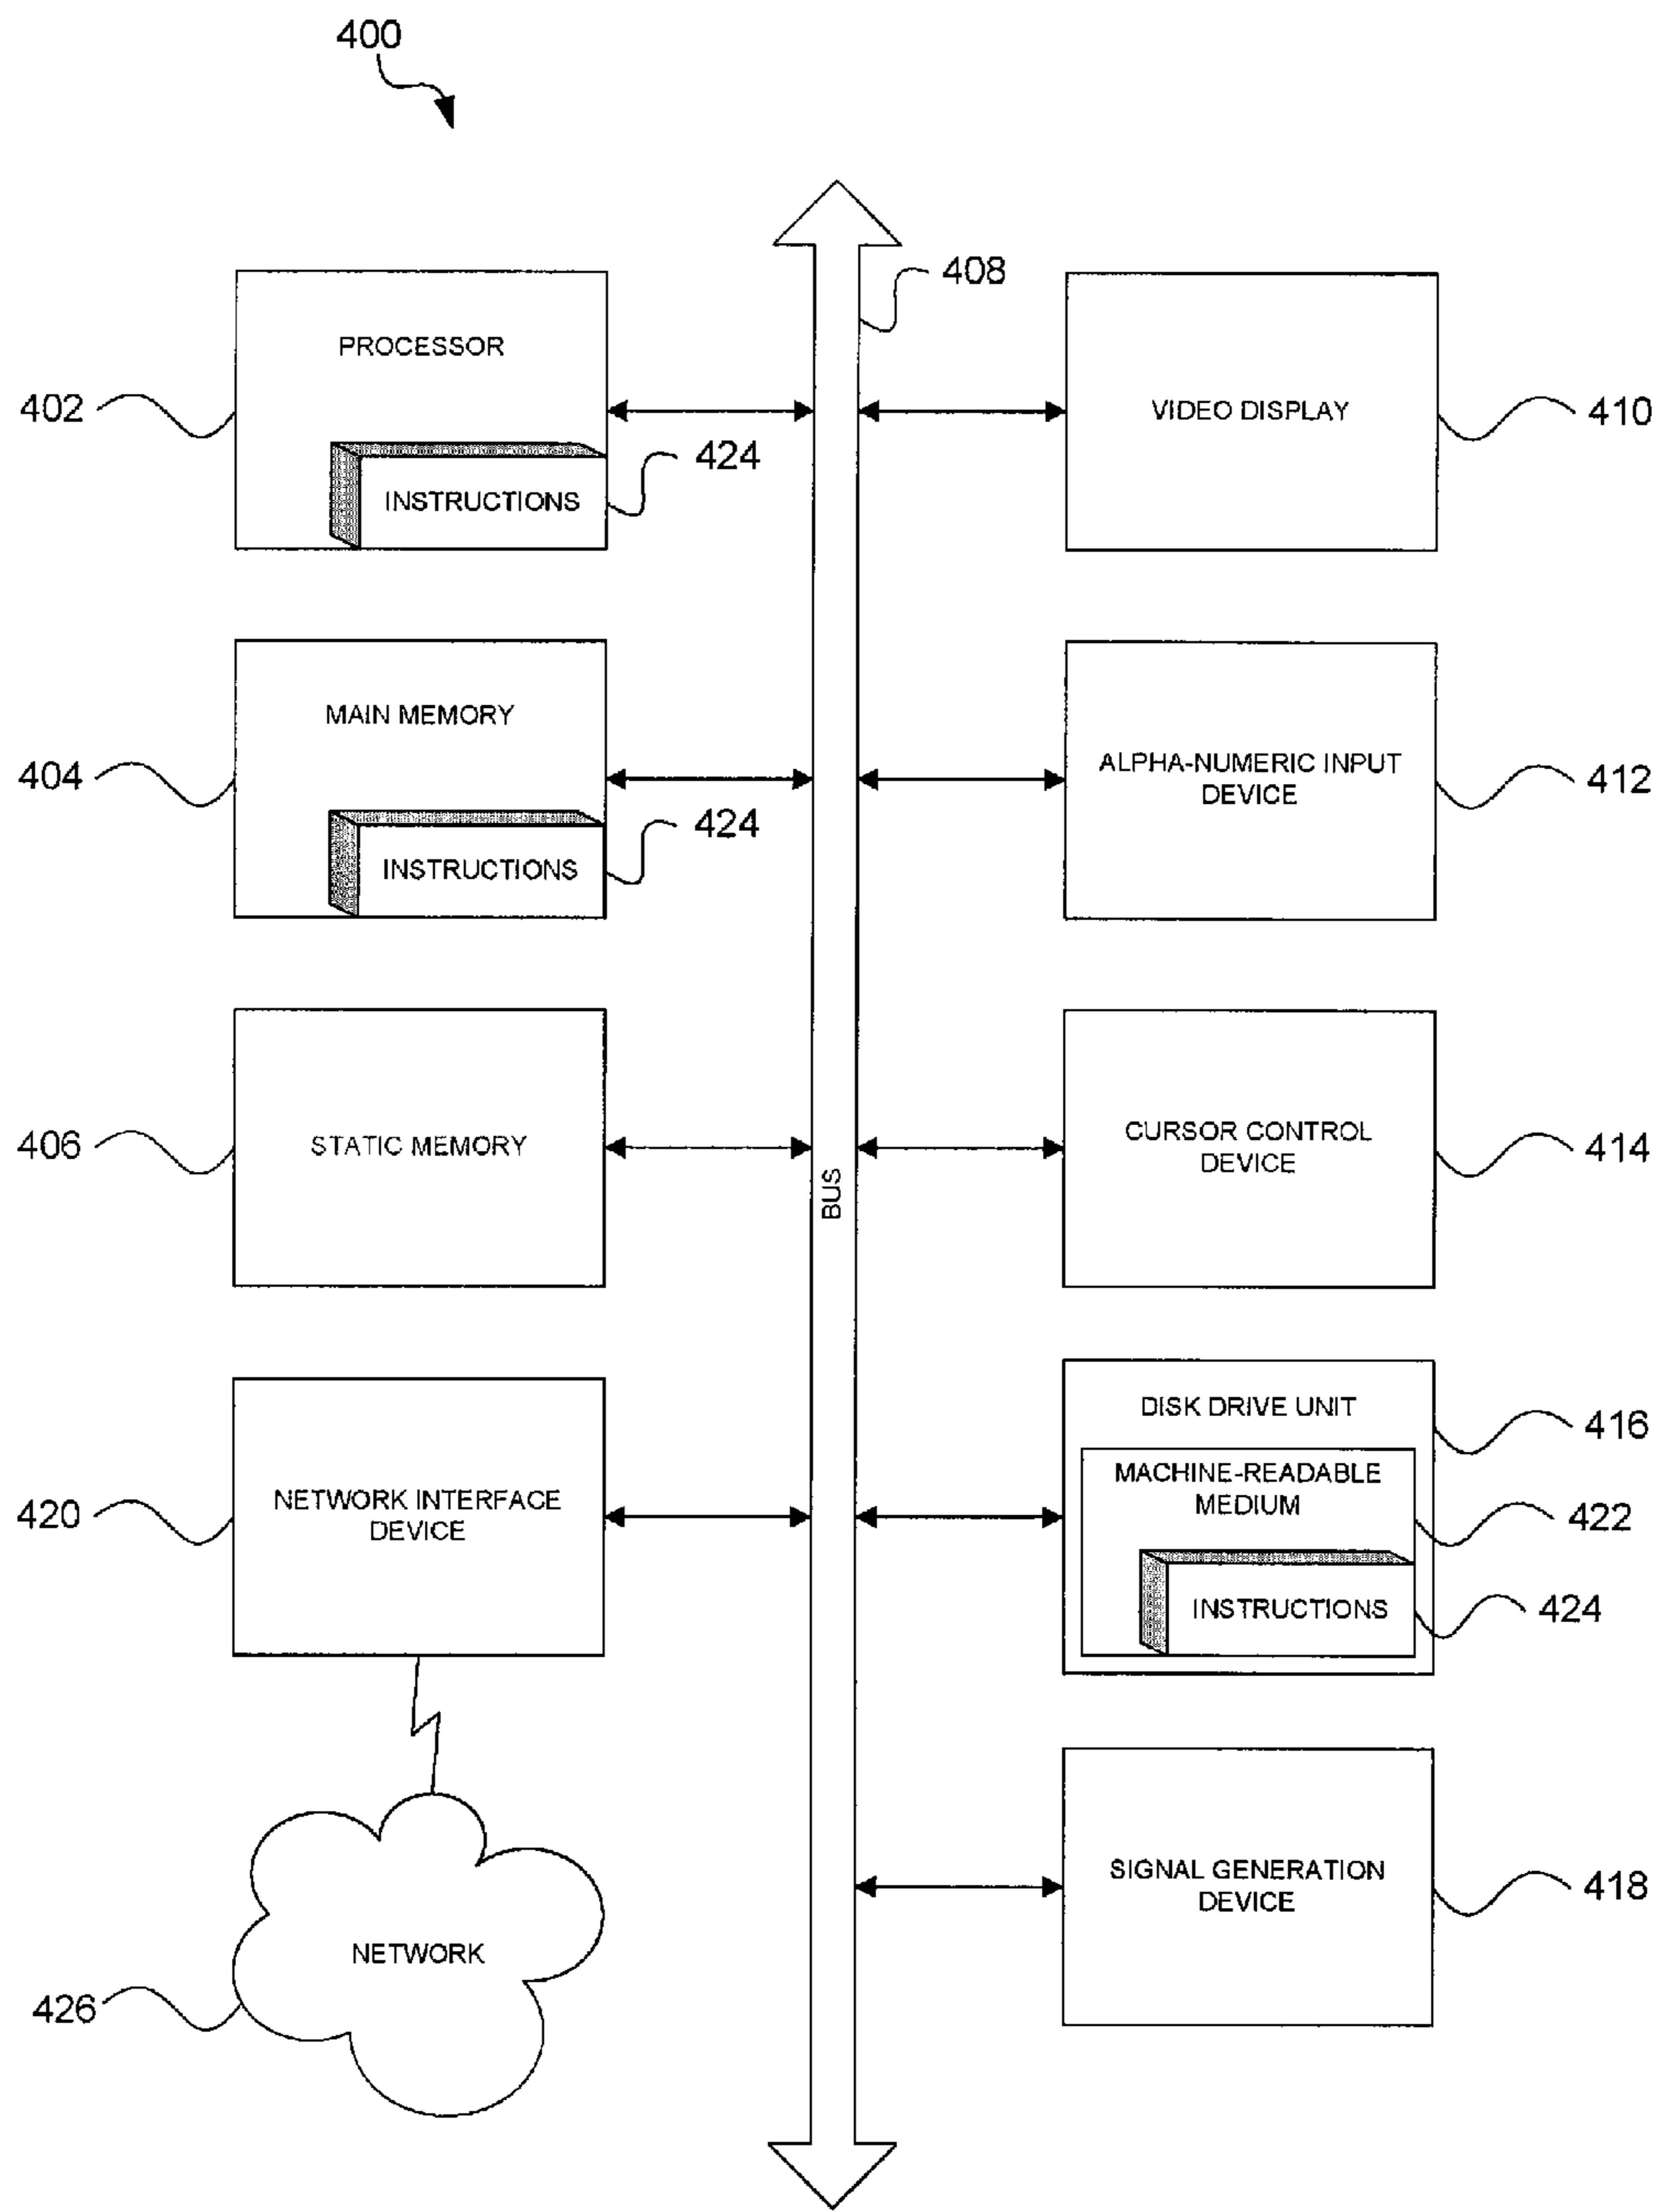 400
408
PROCESSOR
402
424
INSTRUCTIONS
VIDEO DISPLAY
410
MAIN MEMORY
404
424
INSTRUCTIONS
ALPHA-NUMERIC INPUT
DEVICE
412
STATIC MEMORY
406
BUS
CURSOR CONTROL
DEVICE
414
NETWORK INTERFACE
DEVICE
420
DISK DRIVE UNIT
416
MACHINE-READABLE
MEDIUM
422
INSTRUCTIONS
424
NETWORK
426
SIGNAL GENERATION
DEVICE
418